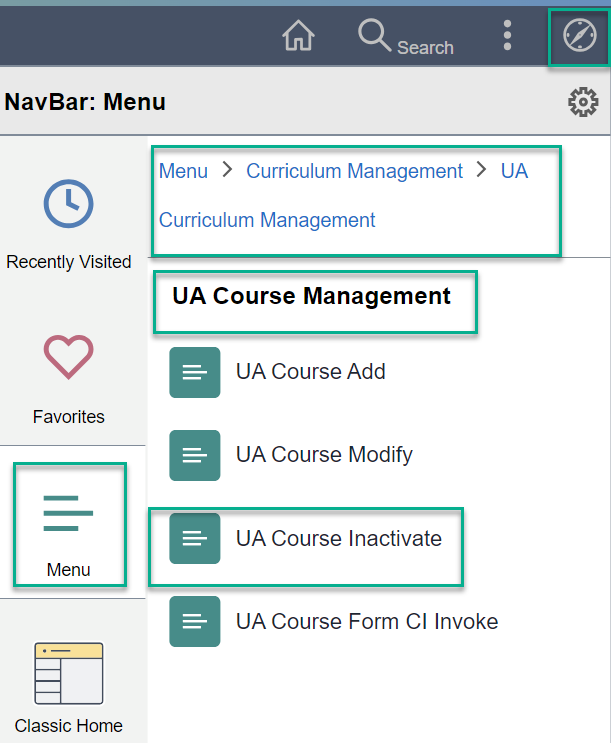 Search
NavBar: Menu
Menu > Curriculum Management > UA
Curriculum Management
Recently Visited
UA Course Management
UA Course Add
Favorites
UA Course Modify
UA Course Inactivate
Menu
UA Course Form CI Invoke
Classic Home